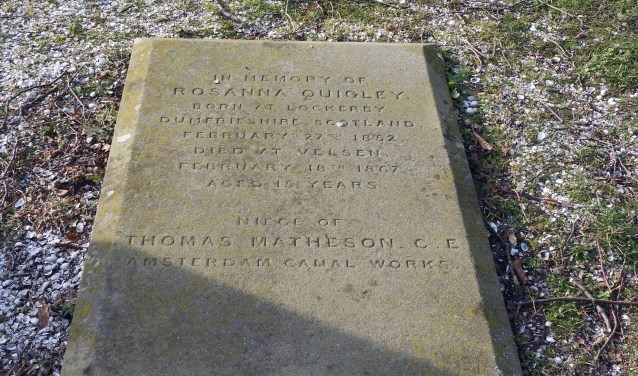 IN MEMORY OF
ROSANNA QUIGLEY,
BORN AT LOCKERBY
DUMFRIESHIRE, SCOTLAND,
FEBRUARY 27TH 1852.
DIED AT VELSEN
FEBRUARY 18TH 1867.
AGED 15 YEARS
NIECE OF
THOMAS MATHESON. C.E
AMSTERDAM CANAL WORKS.